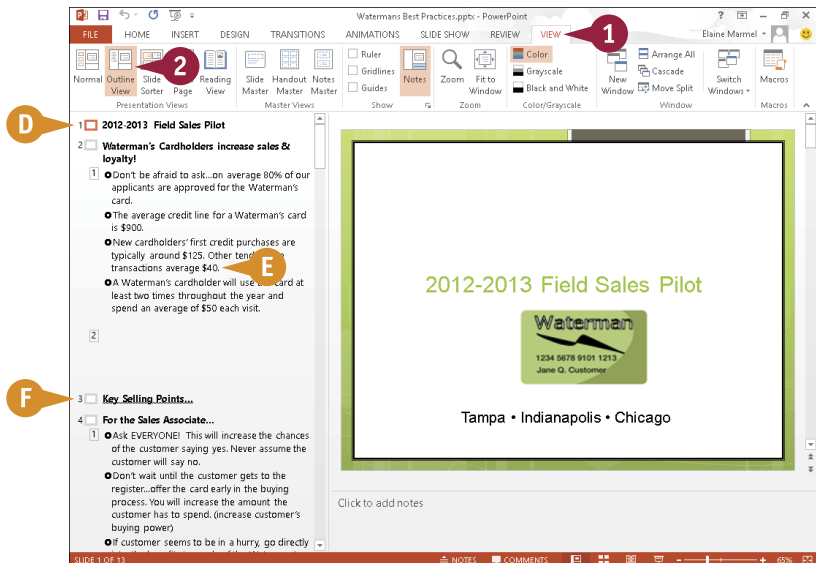 Watermans Best Practices.pptx - PowerPoint
?
FILE HOME INSERT DESIGN TRANSITIONS ANIMATIONS SLIDE SHOW REVIEW VIEW 1 Elaine Marmel
Normal Outline View 2 Slide Sorter Page Reading View
Slide Master Handout Master Notes Master
Ruler
Gridlines
Guides
Notes
Zoom Fit to Window
Color
Grayscale
Black and White
New Window
Arrange All
Cascade
Move Split
Switch Windows
Macros
Presentation Views Master Views Show Zoom Color/Grayscale Window Macros
D
1 2012-2013 Field Sales Pilot
2 Waterman's Cardholders increase sales &
loyalty!
1 Don't be afraid to ask...on average 80% of our
applicants are approved for the Waterman's
card.
The average credit line for a Waterman's card
is $900.
New cardholders' first credit purchases are
typically around $125. Other
transactions average $40. E
A Waterman's cardholder will use card at
least two times throughout the year and
spend an average of $50 each visit.
2
F
3 Key Selling Points...
4 For the Sales Associate...
1 Ask EVERYONE! This will increase the chances
of the customer saying yes. Never assume the
customer will say no.
Don't wait until the customer gets to the
register...offer the card early in the buying
process. You will increase the amount the
customer has to spend. (increase customer's
buying power)
If customer seems to be in a hurry, go directly
2012-2013 Field Sales Pilot
Waterman
1234 5678 9101 1213
Jane Q. Customer
Tampa • Indianapolis • Chicago
Click to add notes
SLIDE 1 OF 13 NOTES COMMENTS 65%